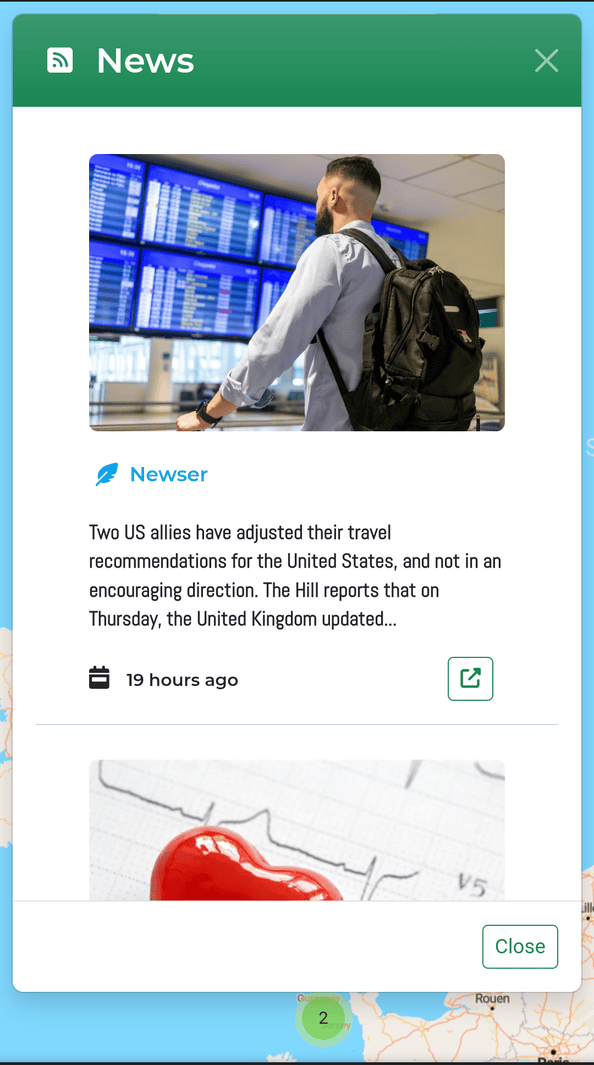 News
Newser
Two US allies have adjusted their travel
recommendations for the United States, and not in an
encouraging direction. The Hill reports that on
Thursday, the United Kingdom updated...
19 hours ago
V5
Close
Rouen
2
Paris